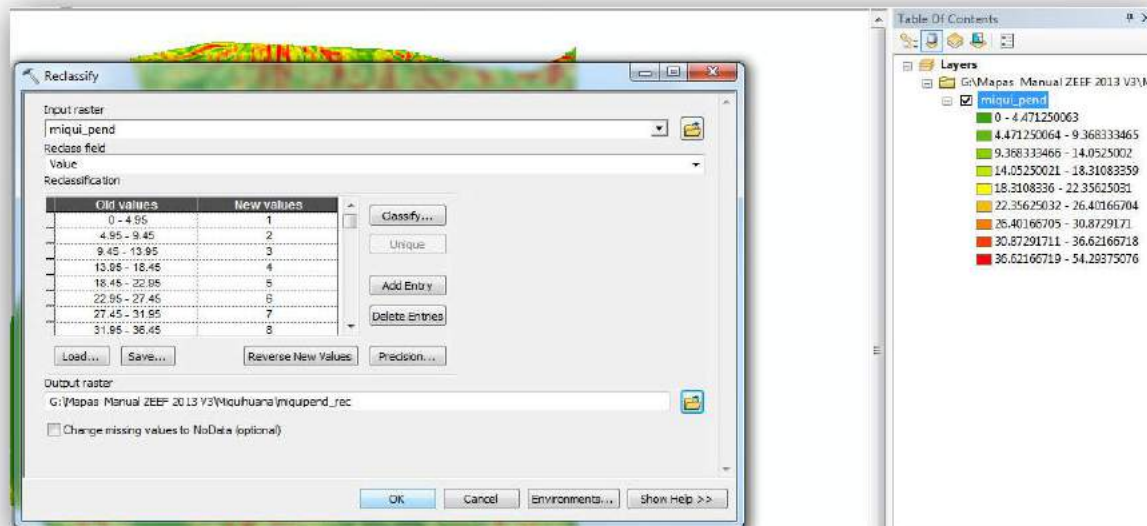 Reclassify
Input raster
miqui_pend
Reclass field
Value
Reclassification
Old values New values
0 - 4.95 1
4.95 - 9.45 2
9.45 - 13.95 3
13.95 - 18.45 4
18.45 - 22.95 5
22.95 - 27.45 6
27.45 - 31.95 7
31.95 - 36.45 8
Classify...
Unique
Add Entry
Delete Entries
Load... Save... Reverse New Values Precision...
Output raster
G:\Mapas Manual ZEEF 2013 V3\Miquihuana\miquipend_rec
Change missing values to NoData (optional)
OK Cancel Environments... Show Help >>
Table Of Contents
Layers
G:\Mapas Manual ZEEF 2013 V3\M
miqui_pend
0 - 4.471250063
4.471250064 - 9.368333465
9.368333466 - 14.0525002
14.05250021 - 18.31083359
18.3108336 - 22.35625031
22.35625032 - 26.40166704
26.40166705 - 30.8729171
30.87291711 - 36.62166718
36.62166719 - 54.29375076